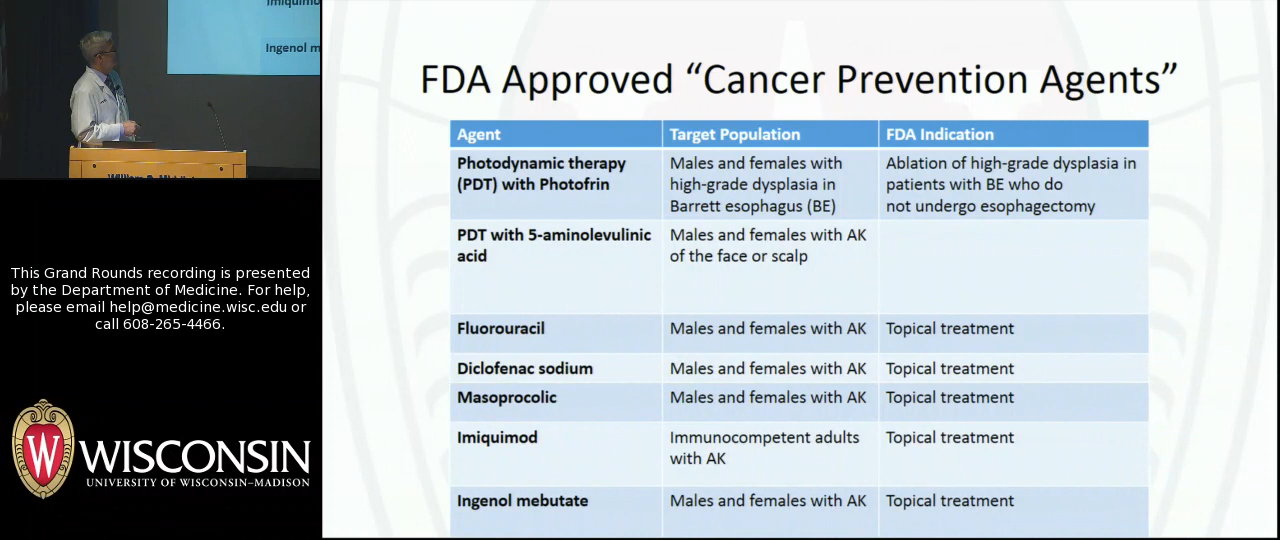 Imiquimo
Ingenol m
This Grand Rounds recording is presented
by the Department of Medicine. For help,
please email help@medicine.wisc.edu or
call 608-265-4466.
W
WISCONSIN
UNIVERSITY OF WISCONSIN–MADISON
FDA Approved “Cancer Prevention Agents”
Agent Target Population FDA Indication
Photodynamic therapy Males and females with Ablation of high-grade dysplasia in
(PDT) with Photofrin high-grade dysplasia in patients with BE who do
Barrett esophagus (BE) not undergo esophagectomy
PDT with 5-aminolevulinic Males and females with AK
acid of the face or scalp
Fluorouracil Males and females with AK Topical treatment
Diclofenac sodium Males and females with AK Topical treatment
Masoprocolic Males and females with AK Topical treatment
Imiquimod Immunocompetent adults Topical treatment
with AK
Ingenol mebutate Males and females with AK Topical treatment